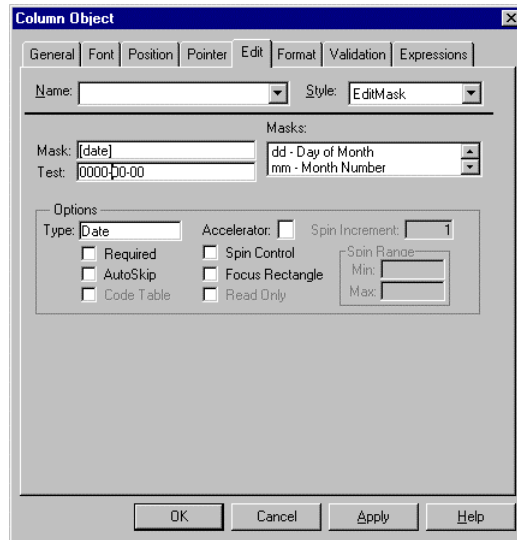 Column Object
General Font Position Pointer Edit Format Validation Expressions
Name: Style: EditMask
Masks:
Mask: [date] dd - Day of Month
Test: 0000-00-00 mm - Month Number
Options
Type: Date Accelerator: Spin Increment: 1
Required Spin Control Spin Range
AutoSkip Focus Rectangle Min:
Code Table Read Only Max:
OK Cancel Apply Help